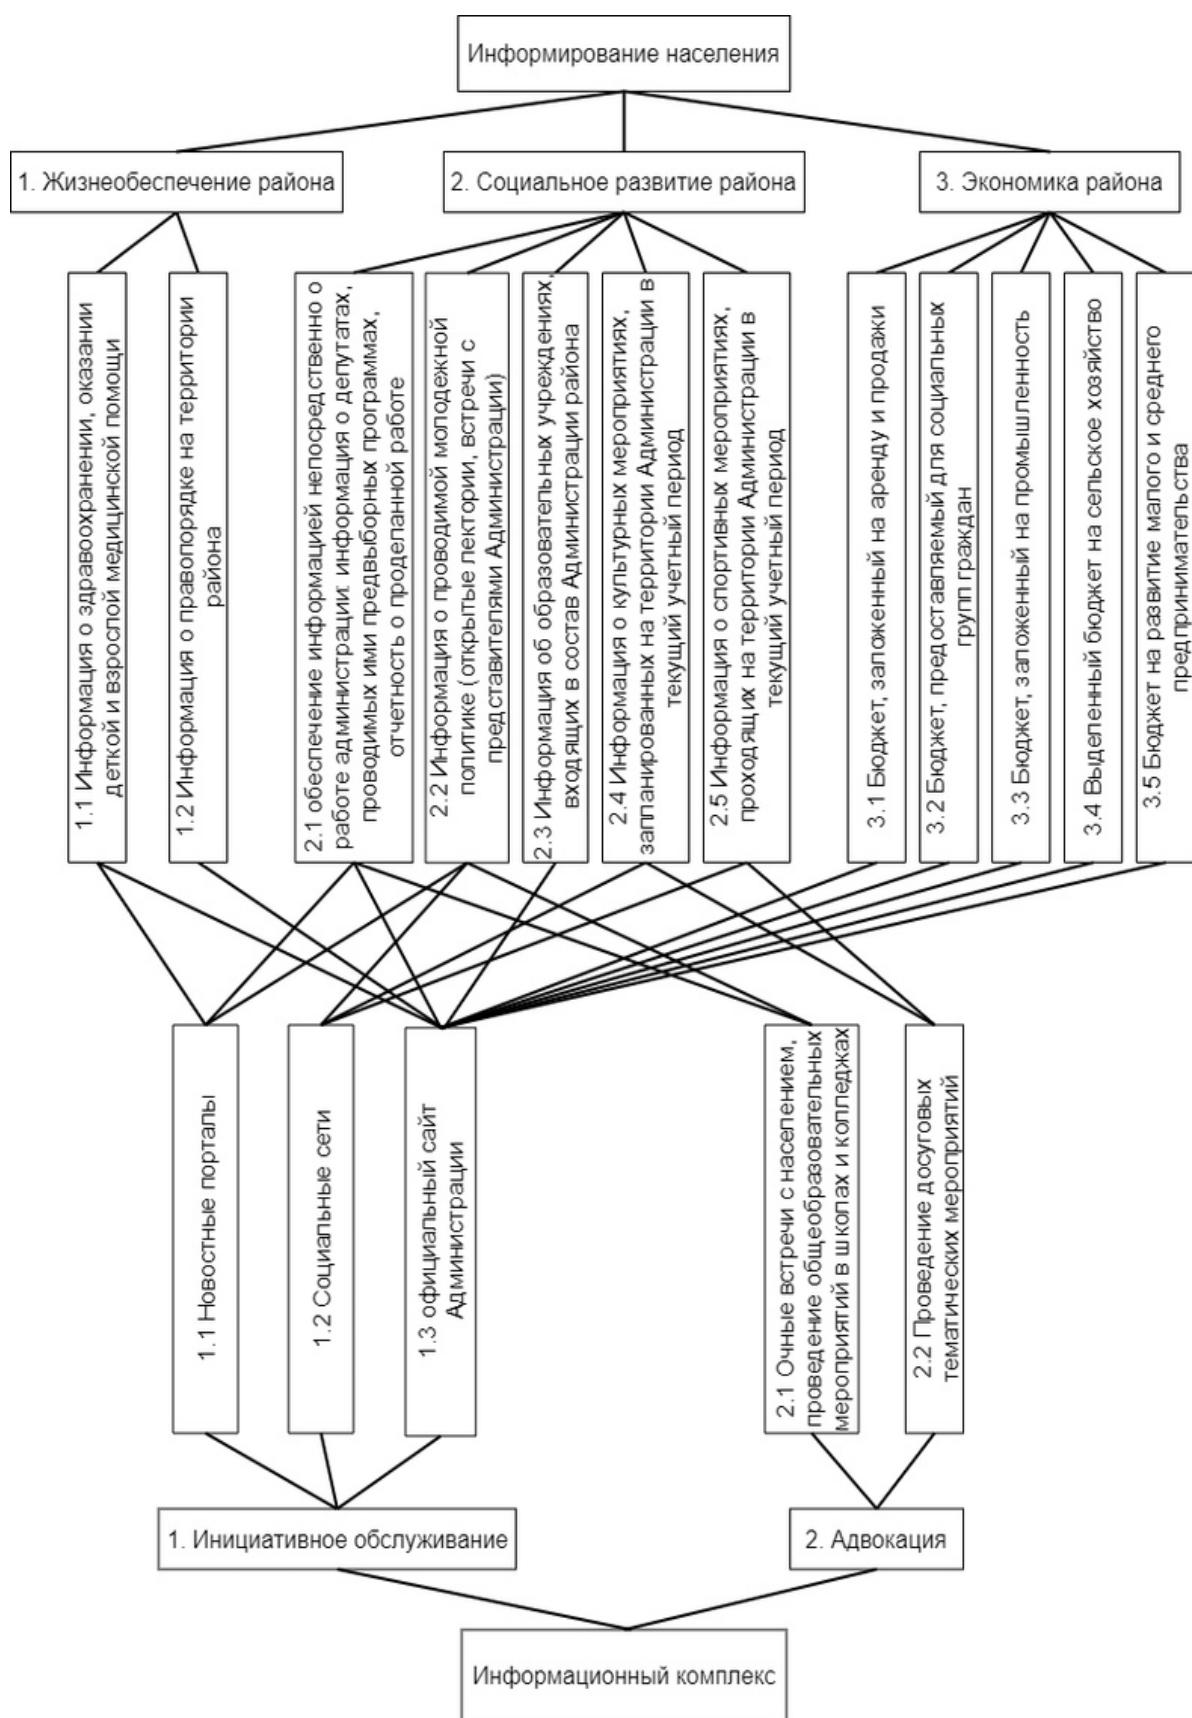 Информирование населения
1. Жизнеобеспечение района
2. Социальное развитие района
3. Экономика района
1.1 Информация о здравоохранении, оказании
деткой и взрослой медицинской помощи
1.2 Информация о правопорядке на территории
района
2.1 обеспечение информацией непосредственно о
работе администрации: информация о депутатах,
проводимых ими предвыборных программах,
отчетность о проделанной работе
2.2 Информация о проводимой молодежной
политике (открытые лектории, встречи с
представителями Администрации)
2.3 Информация об образовательных учреждениях,
входящих в состав Администрации района
2.4 Информация о культурных мероприятиях,
запланированных на территории Администрации в
текущий учетный период
2.5 Информация о спортивных мероприятиях,
проходящих на территории Администрации в
текущий учетный период
3.1 Бюджет, заложенный на аренду и продажи
3.2 Бюджет, предоставляемый для социальных
групп граждан
3.3 Бюджет, заложенный на промышленность
3.4 Выделенный бюджет на сельское хозяйство
3.5 Бюджет на развитие малого и среднего
предпринимательства
1.1 Новостные порталы
1.2 Социальные сети
1.3 официальный сайт
Администрации
2.1 Очные встречи с населением,
проведение общеобразовательных
мероприятий в школах и колледжах
2.2 Проведение досуговых
тематических мероприятий
1. Инициативное обслуживание
2. Адвокация
Информационный комплекс